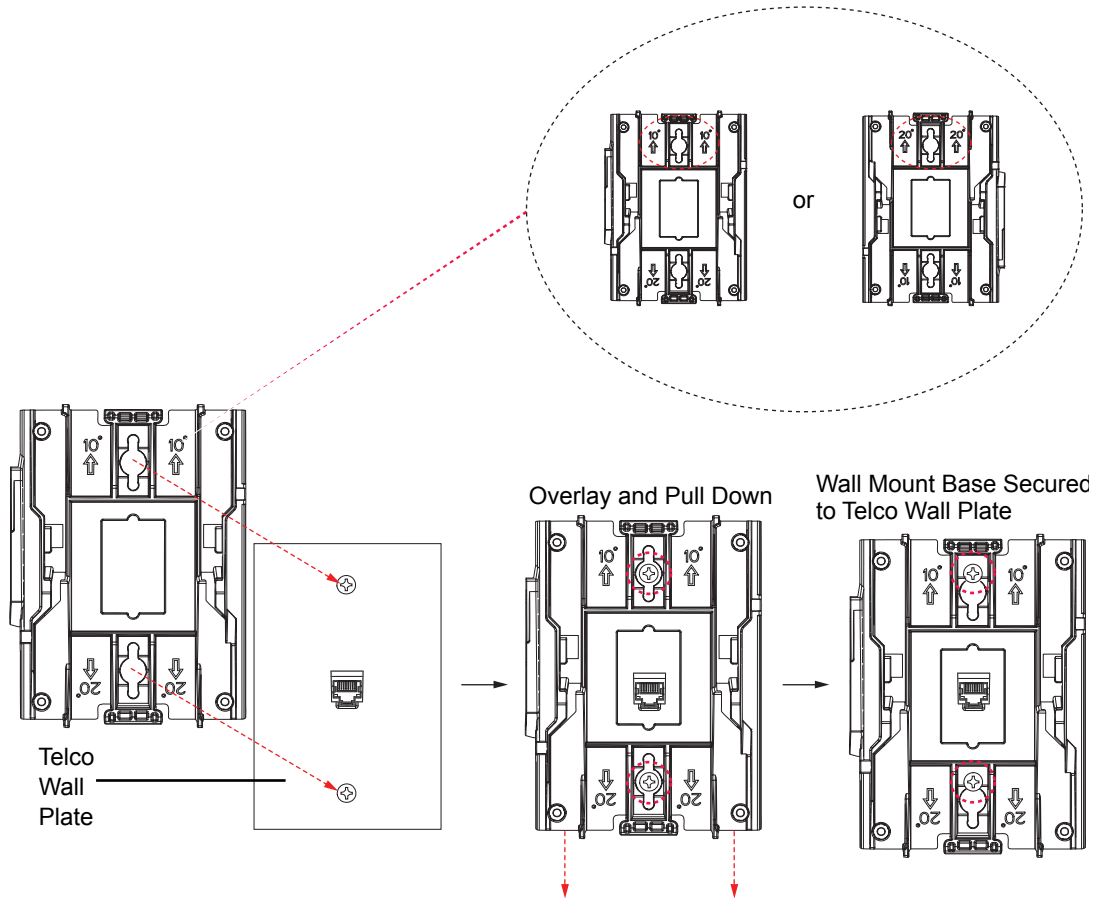 10° 10°
20° 20°
or
20° 20°
10° 10°
10° 10°
20° 20°
Telco
Wall
Plate
Overlay and Pull Down
10° 10°
20° 20°
Wall Mount Base Secured
to Telco Wall Plate
10° 10°
20° 20°